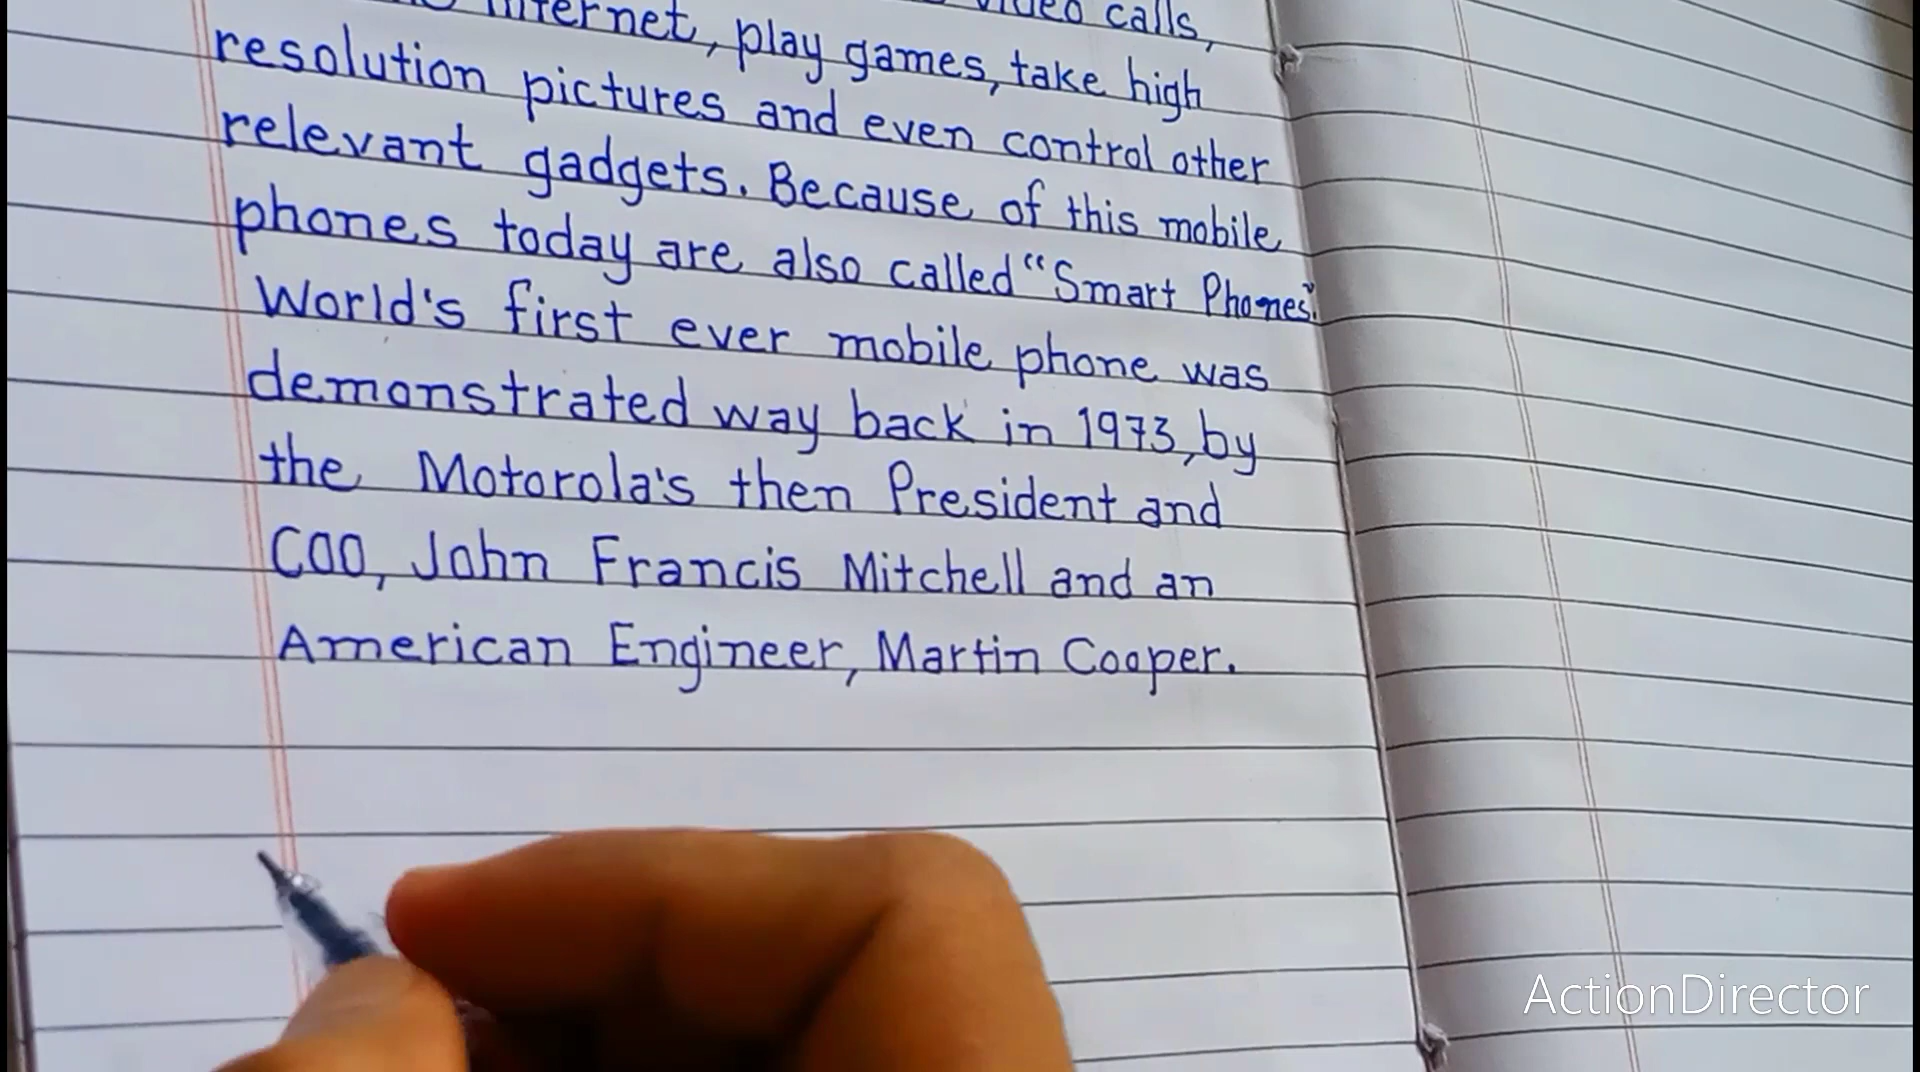 internet, video calls,
play games, take high
resolution pictures and even control other
relevant gadgets. Because of this mobile
phones today are also called "Smart Phones".
World's first ever mobile phone was
demonstrated way back in 1973, by
the Motorola's then President and
COO, John Francis Mitchell and an
American Engineer, Martin Cooper.
ActionDirector